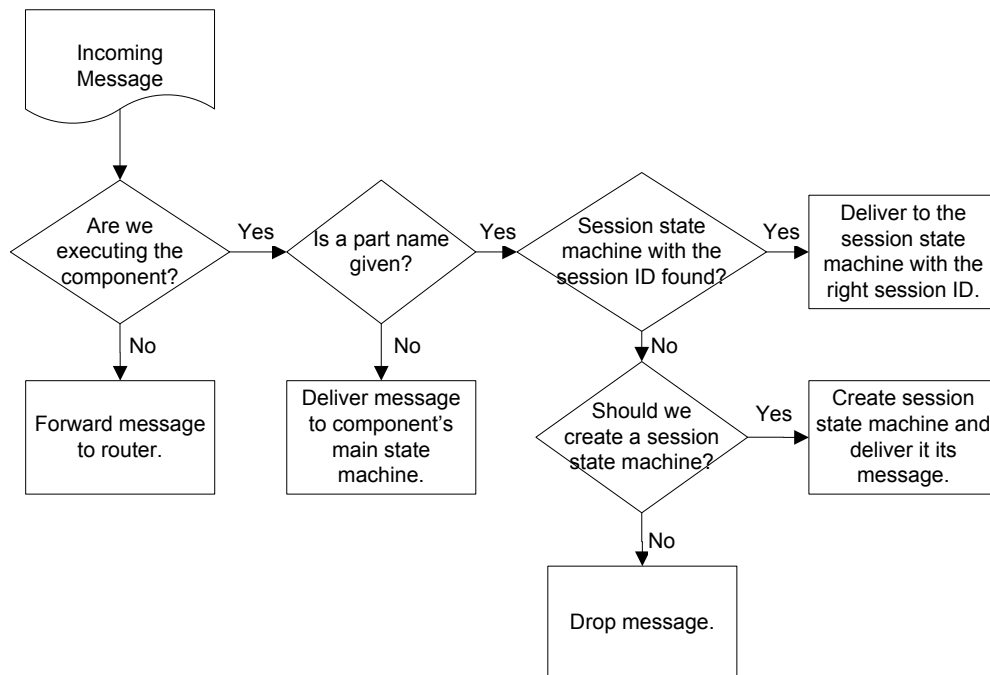 Incoming
Message
Are we
executing the
component?
Yes
Is a part name
given?
Yes
Session state
machine with the
session ID found?
Yes
Deliver to the
session state
machine with the
right session ID.
No
No
No
Forward message
to router.
Deliver message
to component's
main state
machine.
Should we
create a session
state machine?
Yes
Create session
state machine and
deliver it its
message.
No
Drop message.